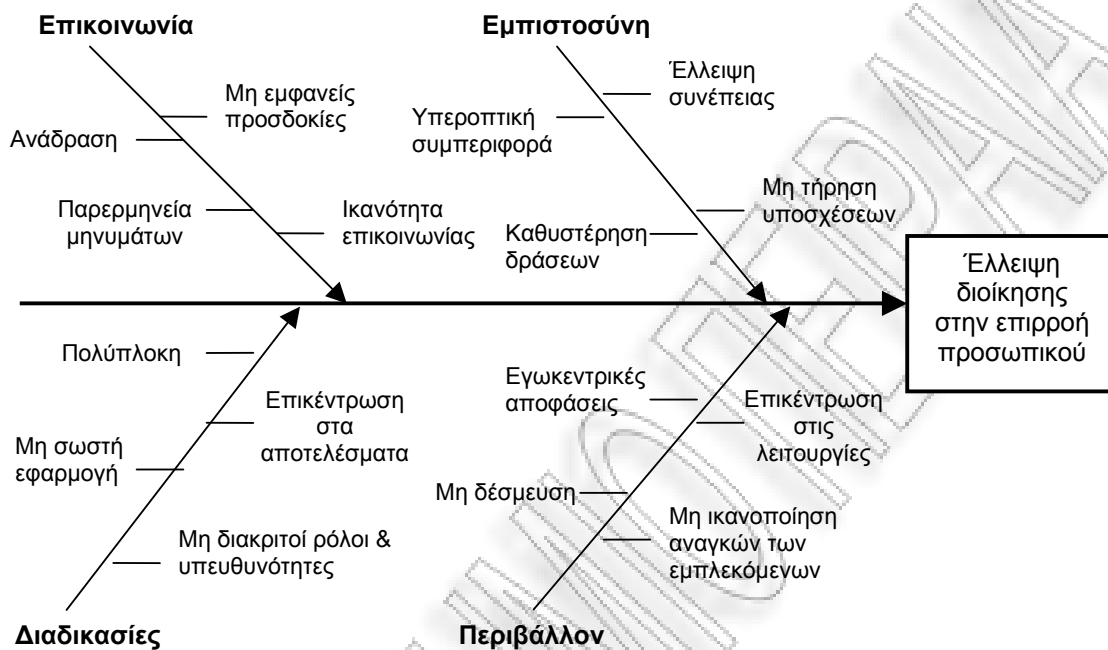 Επικοινωνία
Εμπιστοσύνη
Μη εμφανείς
προσδοκίες
Ανάδραση
Παρερμηνεία
μηνυμάτων
Ικανότητα
επικοινωνίας
Έλλειψη
συνέπειας
Υπεροπτική
συμπεριφορά
Μη τήρηση
υποσχέσεων
Καθυστέρηση
δράσεων
Έλλειψη
διοίκησης
στην επιρροή
προσωπικού
Πολύπλοκη
Επικέντρωση
στα
αποτελέσματα
Μη σωστή
εφαρμογή
Μη διακριτοί ρόλοι &
υπευθυνότητες
Εγωκεντρικές
αποφάσεις
Επικέντρωση
στις
λειτουργίες
Μη δέσμευση
Μη ικανοποίηση
αναγκών των
εμπλεκόμενων
Διαδικασίες
Περιβάλλον